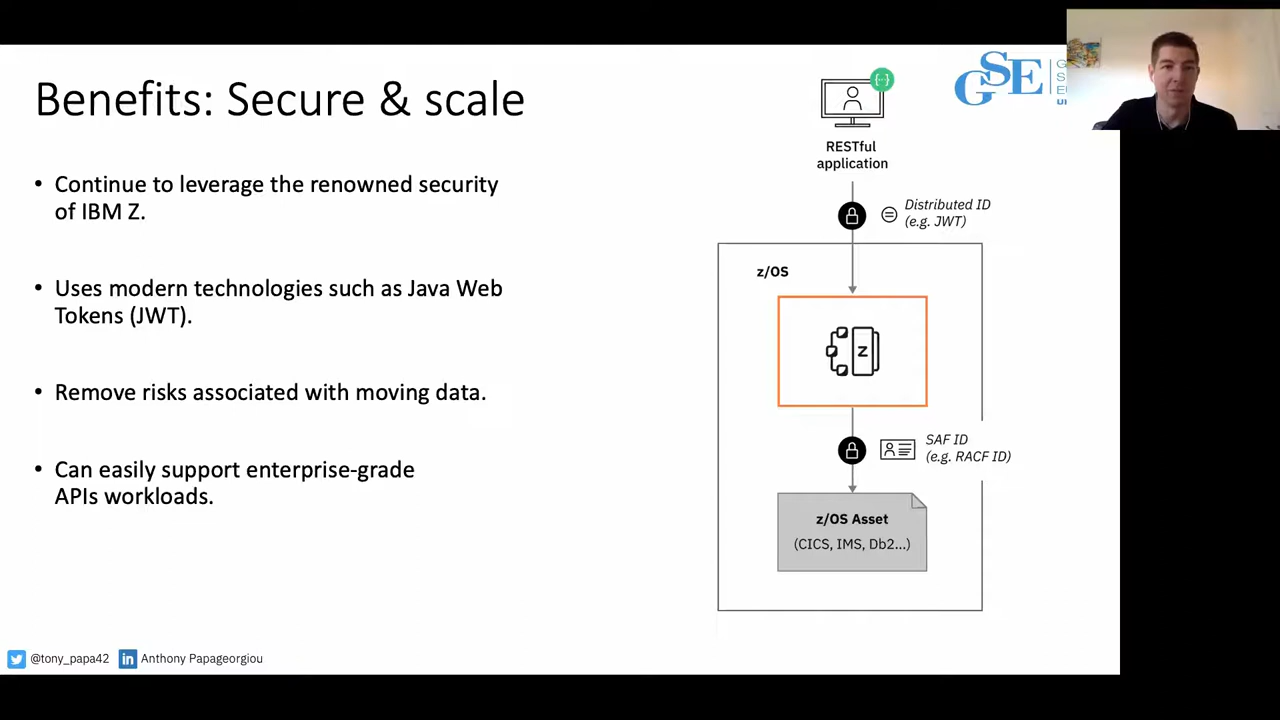 Benefits: Secure & scale
• Continue to leverage the renowned security
of IBM Z.
• Uses modern technologies such as Java Web
Tokens (JWT).
• Remove risks associated with moving data.
• Can easily support enterprise-grade
APIs workloads.
GSE
RESTful
application
Distributed ID
(e.g. JWT)
z/OS
Z
SAF ID
(e.g. RACF ID)
z/OS Asset
(CICS, IMS, Db2...)
@tony_papa42
in
Anthony Papageorgiou